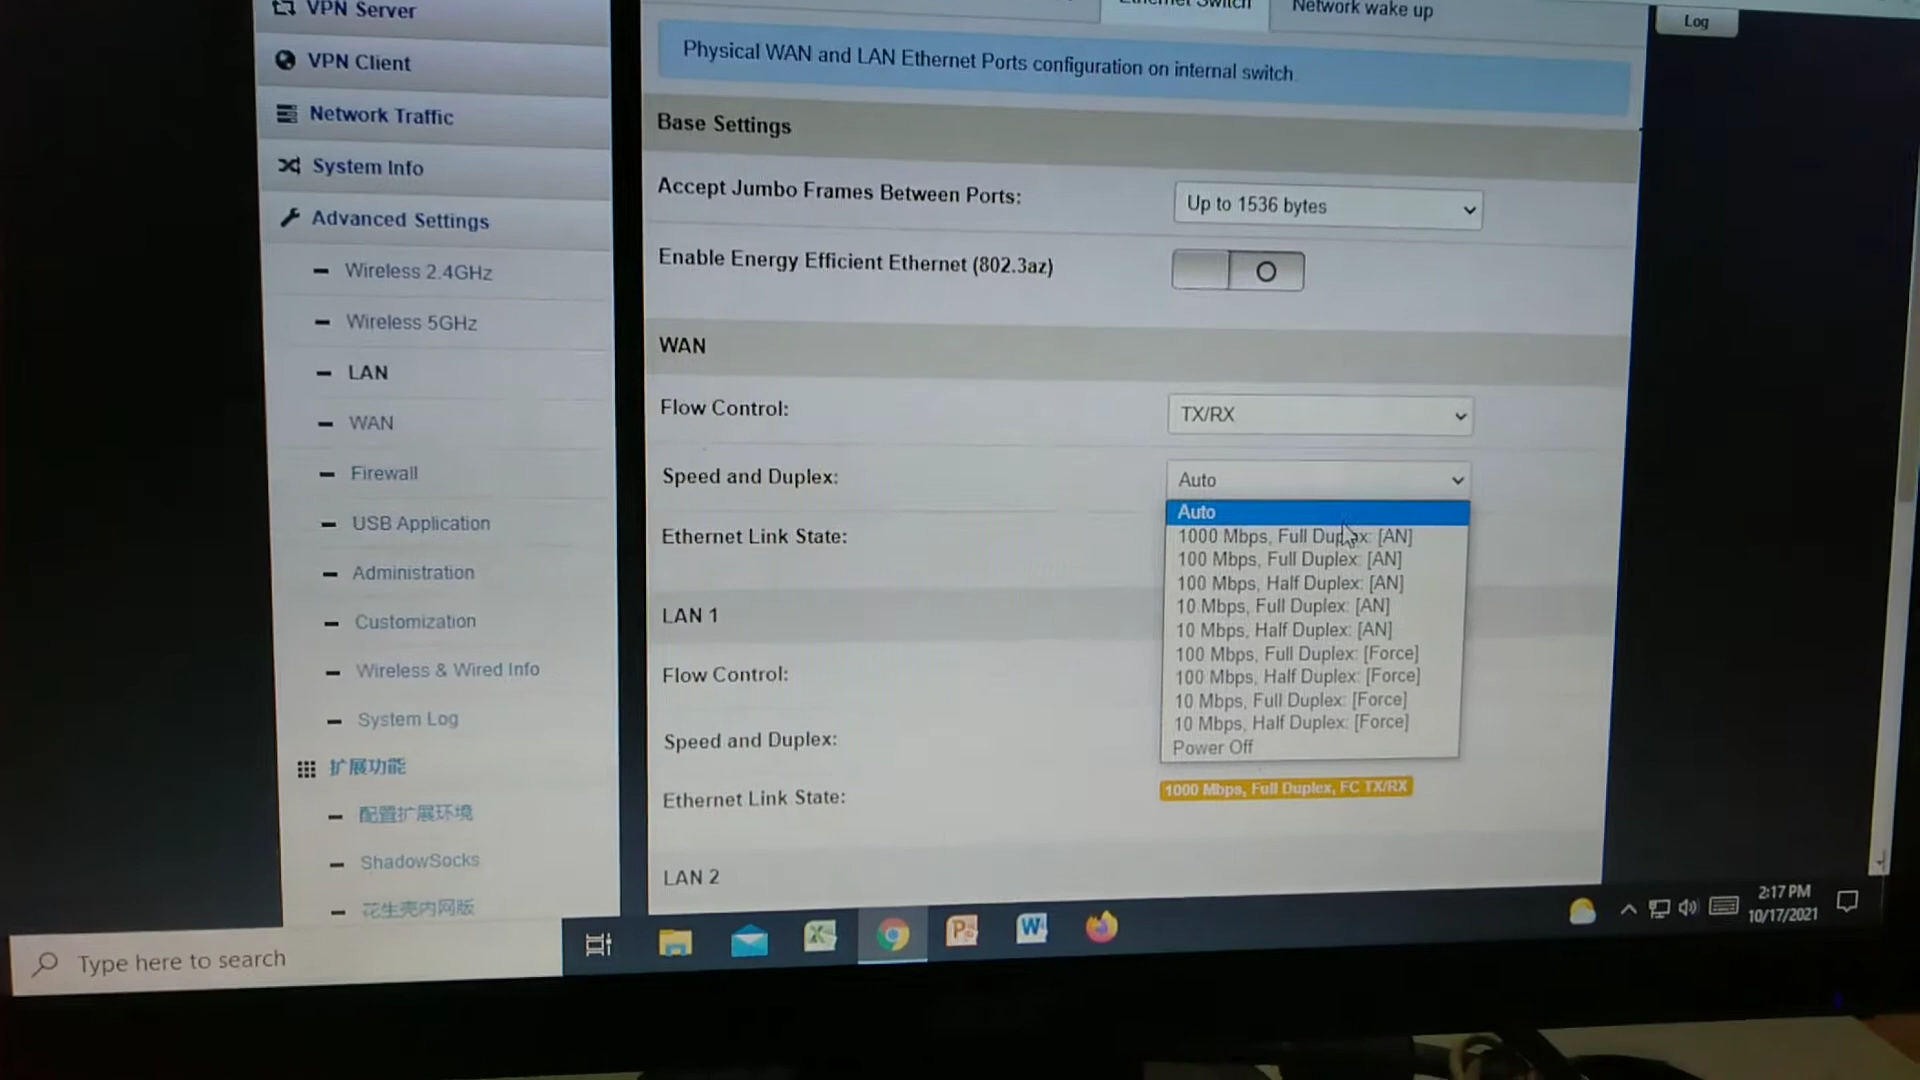 VPN Server
VPN Client
Network Traffic
System Info
Advanced Settings
Wireless 2.4GHz
Wireless 5GHz
LAN
WAN
Firewall
USB Application
Administration
Customization
Wireless & Wired Info
System Log
扩展功能
配置扩展环境
ShadowSocks
花生壳内网版
Ethernet Switch
Network wake up
Log
Physical WAN and LAN Ethernet Ports configuration on internal switch
Base Settings
Accept Jumbo Frames Between Ports:
Up to 1536 bytes
Enable Energy Efficient Ethernet (802.3az)
WAN
Flow Control:
TX/RX
Speed and Duplex:
Auto
Auto
1000 Mbps, Full Duplex: [AN]
100 Mbps, Full Duplex: [AN]
100 Mbps, Half Duplex: [AN]
10 Mbps, Full Duplex: [AN]
10 Mbps, Half Duplex: [AN]
100 Mbps, Full Duplex: [Force]
100 Mbps, Half Duplex: [Force]
10 Mbps, Full Duplex: [Force]
10 Mbps, Half Duplex: [Force]
Power Off
Ethernet Link State:
LAN 1
Flow Control:
Speed and Duplex:
Ethernet Link State:
1000 Mbps, Full Duplex, FC TX/RX
LAN 2
Type here to search
2:17 PM
10/17/2021